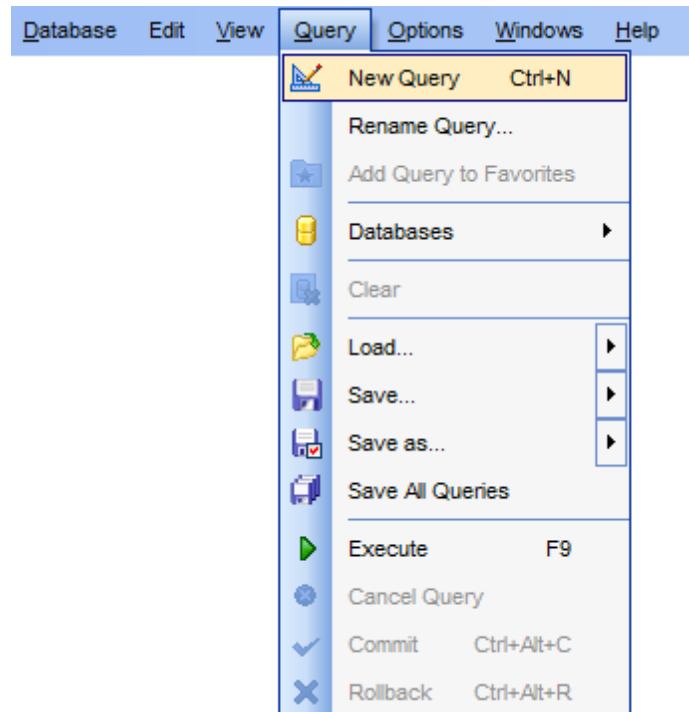 Database Edit View Query Options Windows Help
New Query Ctrl+N
Rename Query...
Add Query to Favorites
Databases
Clear
Load...
Save...
Save as...
Save All Queries
Execute F9
Cancel Query
Commit Ctrl+Alt+C
Rollback Ctrl+Alt+R